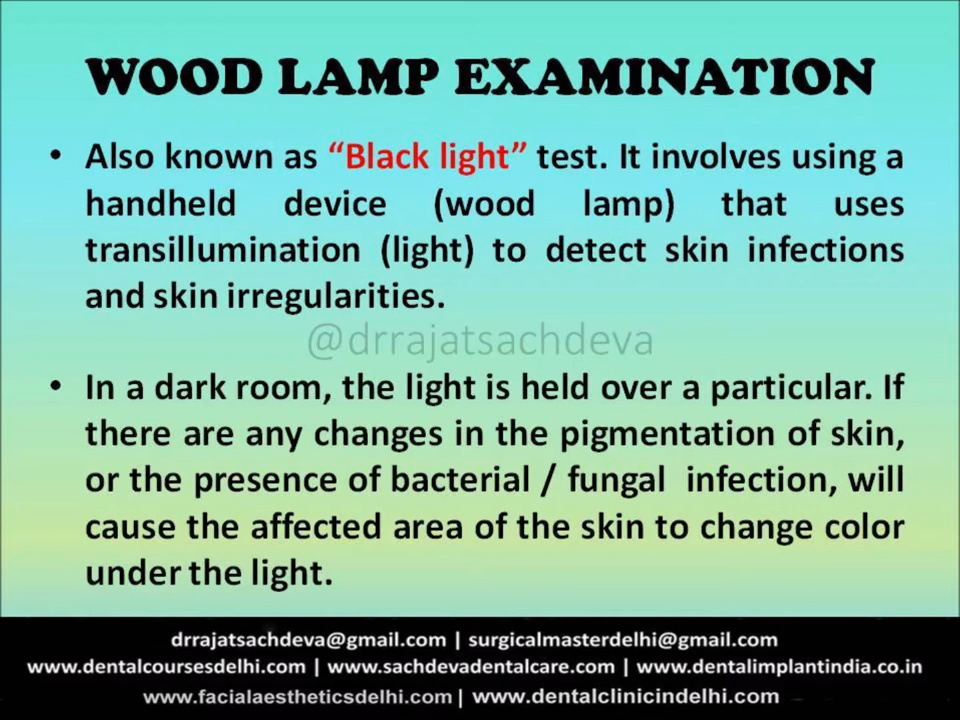 WOOD LAMP EXAMINATION
• Also known as “Black light” test. It involves using a
handheld device (wood lamp) that uses
transillumination (light) to detect skin infections
and skin irregularities.
@drrajatsachdeva
• In a dark room, the light is held over a particular. If
there are any changes in the pigmentation of skin,
or the presence of bacterial / fungal infection, will
cause the affected area of the skin to change color
under the light.
drrajatsachdeva@gmail.com | surgicalmasterdelhi@gmail.com
www.dentalcoursesdelhi.com | www.sachdevadentalcare.com | www.dentalimplantindia.co.in
www.facialaestheticsdelhi.com | www.dentalclinicindelhi.com